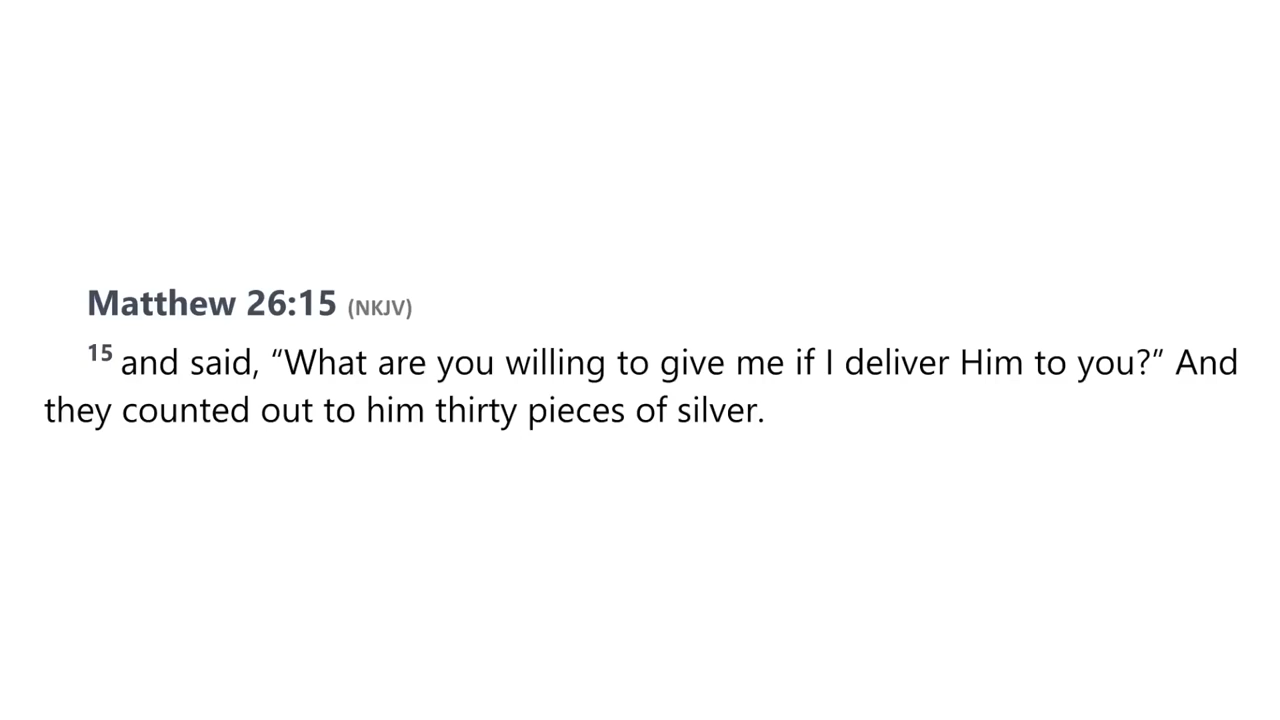 Matthew 26:15 (NKJV)
15 and said, “What are you willing to give me if I deliver Him to you?” And
they counted out to him thirty pieces of silver.